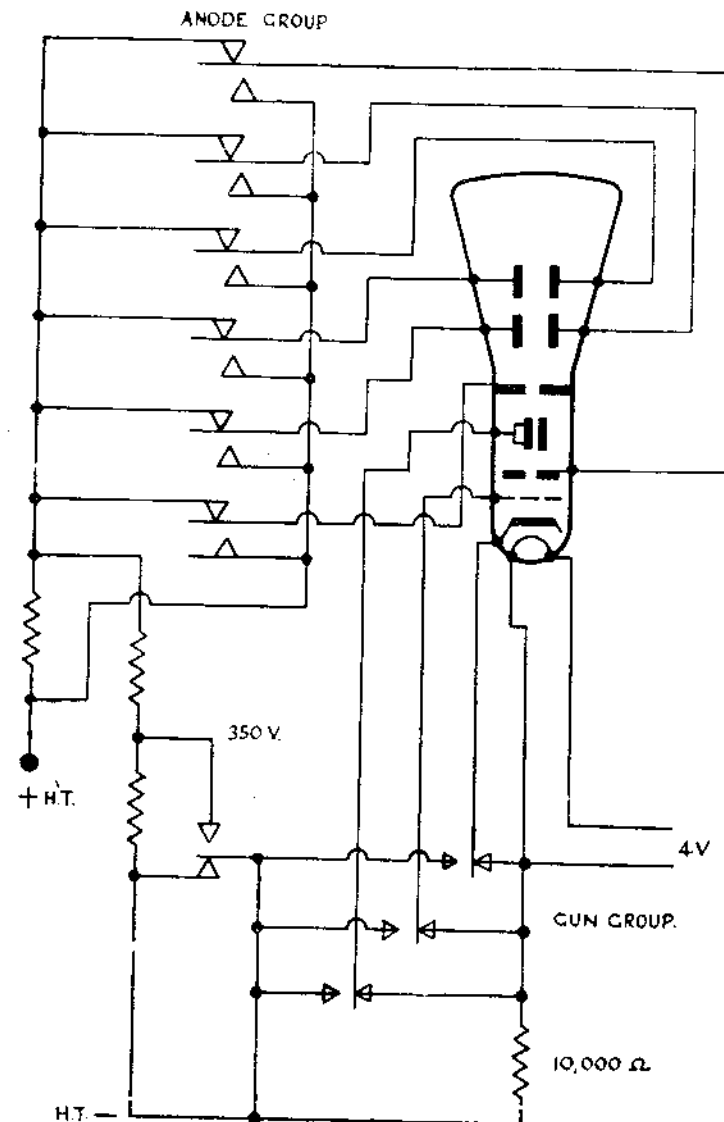 ANODE GROUP
350 V.
+ H.T.
4V
GUN GROUP.
10,000 Ω
H.T. —